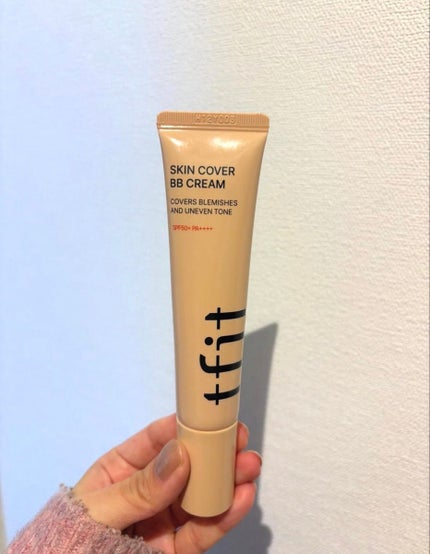 SKIN COVER
BB CREAM
COVERS BLEMISHES
AND UNEVEN TONE
SPF50+ PA++++
tfit